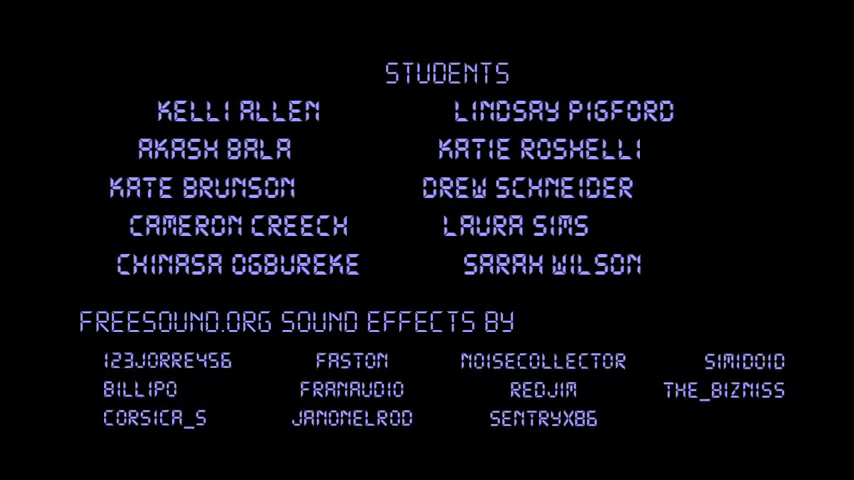 STUDENTS
KELLI ALLEN LINDSAY PIGFORD
AKASH BALA KATIE ROSHELLI
KATE BRUNSON DREW SCHNEIDER
CAMERON CREECH LAURA SIMS
CHINASA OGBUREKE SARAH WILSON
FREESOUND.ORG SOUND EFFECTS BY
123JORRE456 FASTON NOISECOLLECTOR SIMIDOID
BILLIPO FRANAUDIO REDJIM THE_BIZNISS
CORSICA_S JANONELROD SENTRYX86